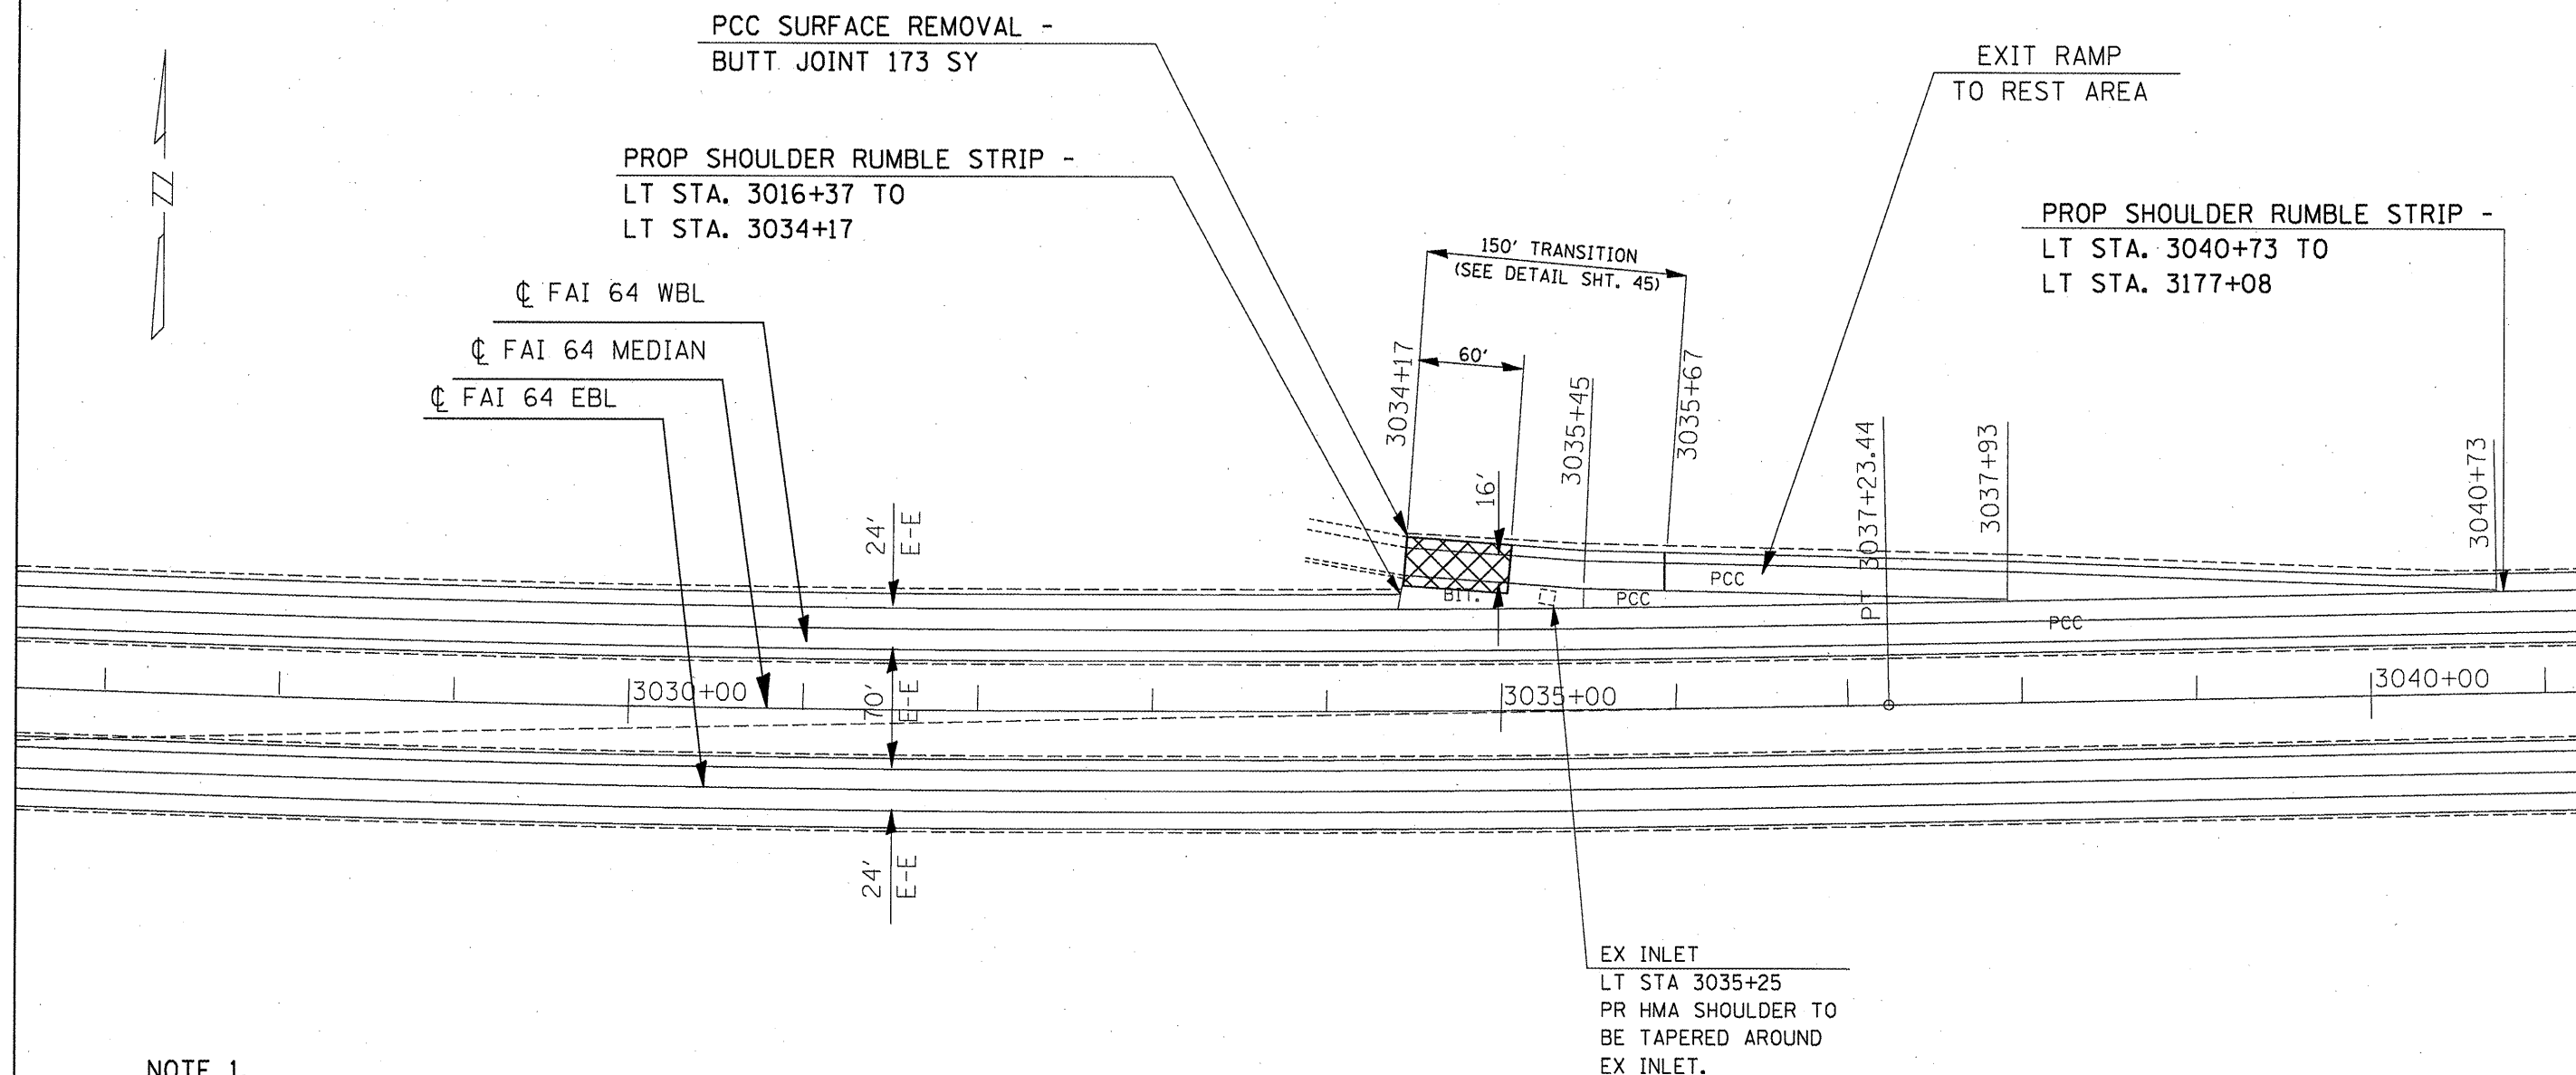 PCC SURFACE REMOVAL -
BUTT JOINT 173 SY
EXIT RAMP
TO REST AREA
PROP SHOULDER RUMBLE STRIP -
LT STA. 3016+37 TO
LT STA. 3034+17
PROP SHOULDER RUMBLE STRIP -
LT STA. 3040+73 TO
LT STA. 3177+08
N
150' TRANSITION
(SEE DETAIL SHT. 45)
℄ FAI 64 WBL
℄ FAI 64 MEDIAN
℄ FAI 64 EBL
60'
3034+17
3035+45
3035+67
16'
PT 3037+23.44
3037+93
3040+73
24'
E-E
PCC
BIT.
PCC
PCC
70'
E-E
3030+00
3035+00
3040+00
24'
E-E
EX INLET
LT STA 3035+25
PR HMA SHOULDER TO
BE TAPERED AROUND
EX INLET.
NOTE 1